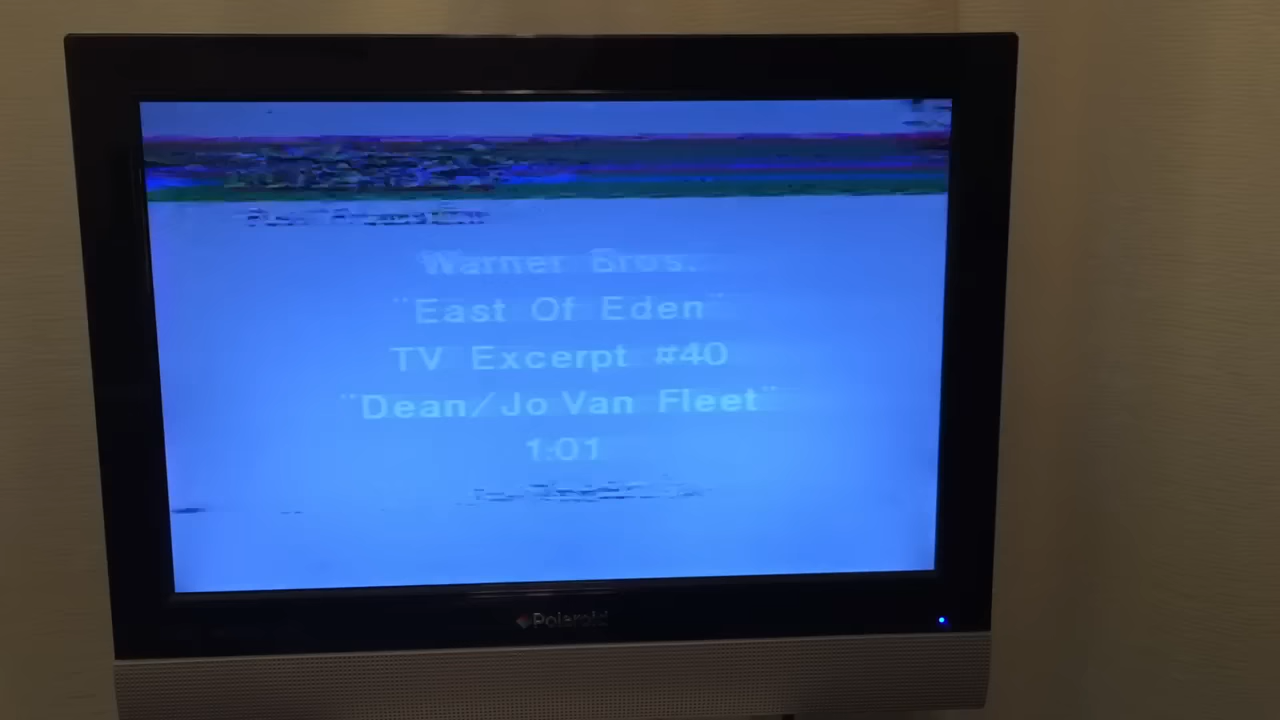 Warner Bros.
"East Of Eden"
TV Excerpt #40
"Dean/Jo Van Fleet"
1:01
Polaroid